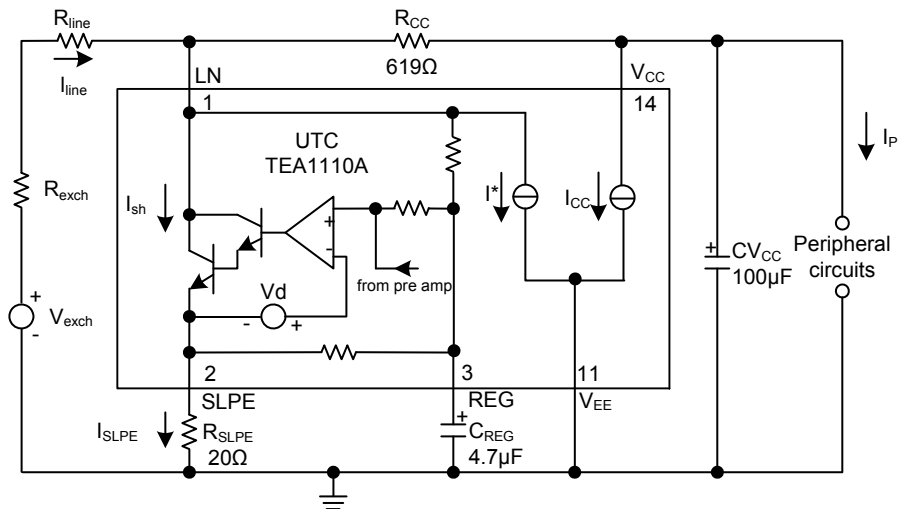 Rline
RCC
619Ω
Iline
LN
VCC
1
14
UTC
TEA1110A
IP
Rexch
Ish
I*
ICC
+
-
from pre amp
Vd
-
+
+
Peripheral
circuits
CVCC
100μF
+
-
Vexch
2
3
11
SLPE
REG
VEE
ISLPE
RSLPE
20Ω
+
CREG
4.7μF